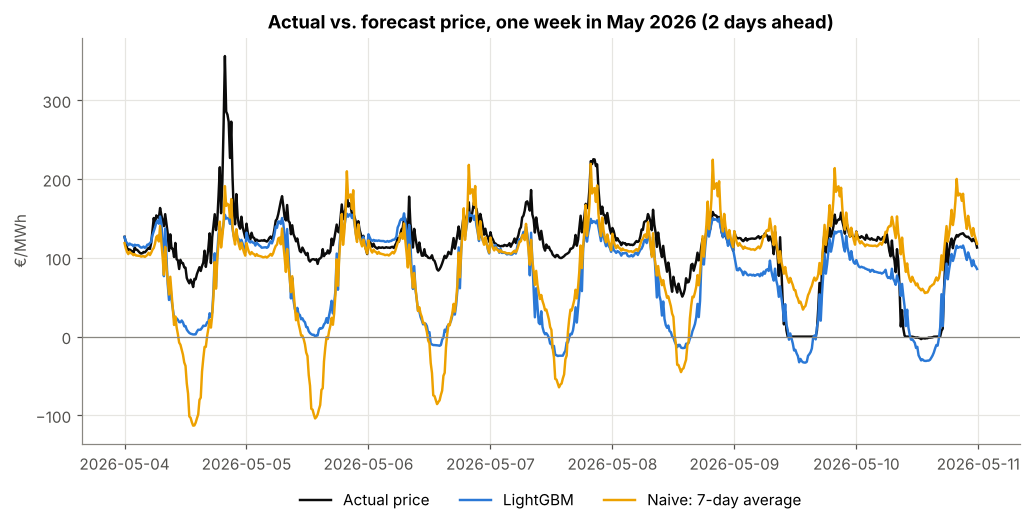 Actual vs. forecast price, one week in May 2026 (2 days ahead)
€/MWh
300
200
100
0
−100
2026-05-04 2026-05-05 2026-05-06 2026-05-07 2026-05-08 2026-05-09 2026-05-10 2026-05-11
Actual price LightGBM Naive: 7-day average